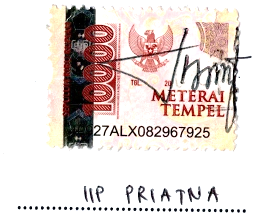 10000
TGL. 20
METERAI
TEMPEL
27ALX082967925
IIP PRIATNA